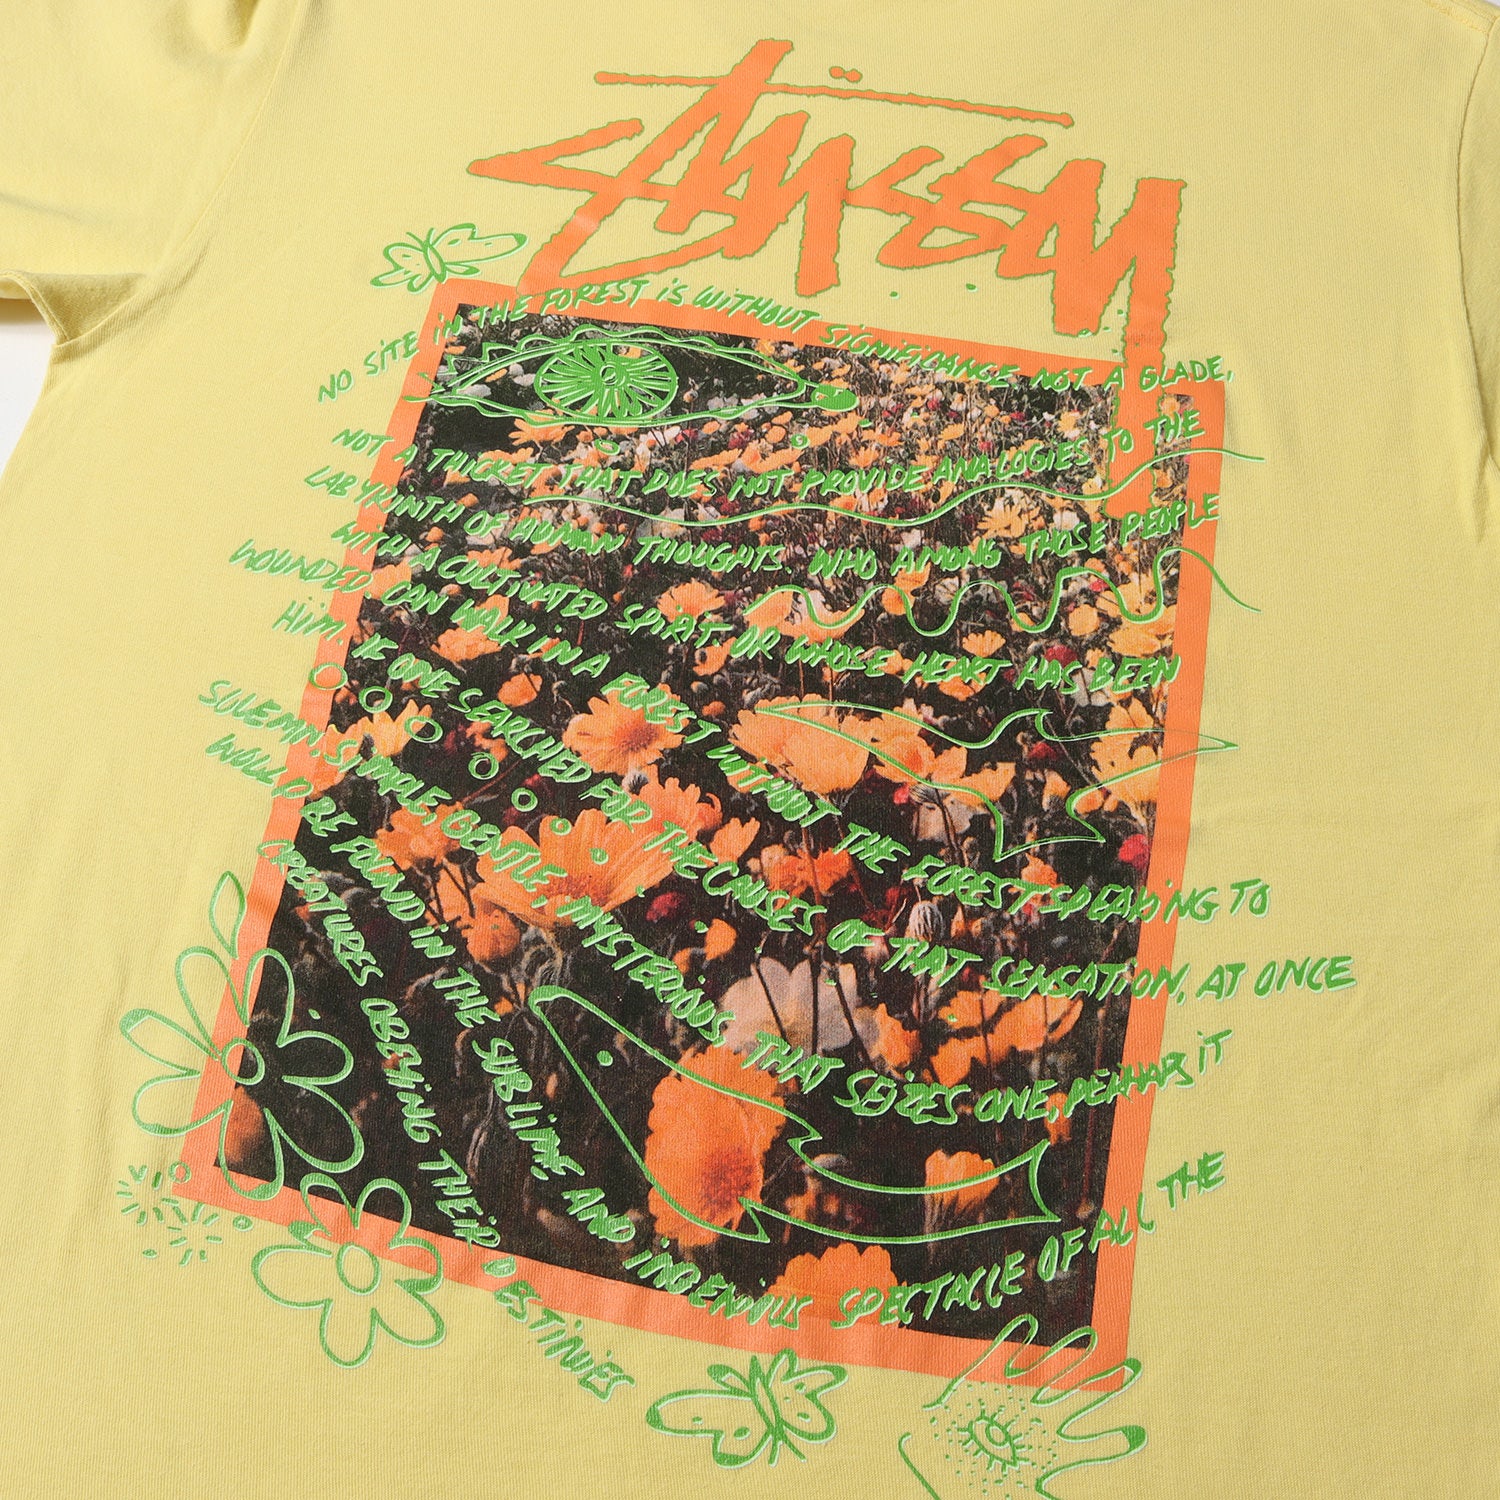 STÜSSY
NO SITE iN THE FOREST iS WiTHOUT SiGNiFiCANCE NOT A GLADE,
NOT A THiCKET THAT DOES NOT PROViDE ANALOGiES TO THE
LABYRiNTH OF HUMAN THOUGHTS. WHO AMONG THOSE PEOPLE
WiTH A CULTiVATED SPiRiT, OR WHOSE HEART HAS BEEN
WOUNDED, CAN WALK iN A FOREST WiTHOUT THE FOREST SPEAKiNG TO
HiM. iF ONE SEARCHED FOR THE CAUSES OF THAT SENSATiON, AT ONCE
SOLEMN, SiMPLE, GENTLE, MYSTERiOUS, THAT SEiZES ONE, PERHAPS iT
WOULD BE FOUND iN THE SUBLiME AND iNGENiUS SPECTACLE OF ALL THE
CREATURES OBEYiNG THEiR DESTiNiES